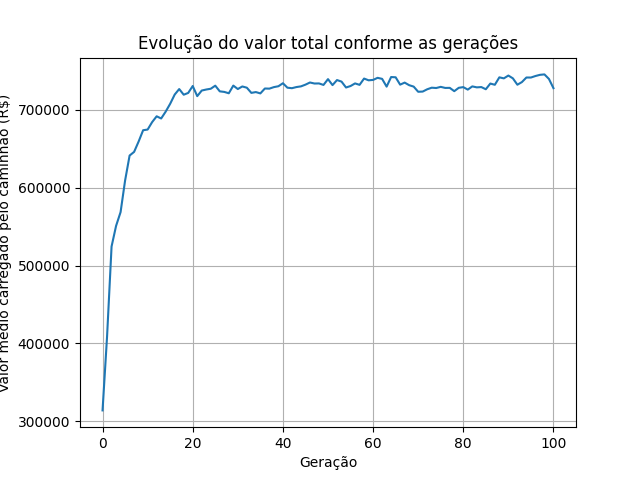 Evolução do valor total conforme as gerações
Valor médio carregado pelo caminhão (R$)
700000
600000
500000
400000
300000
0 20 40 60 80 100
Geração